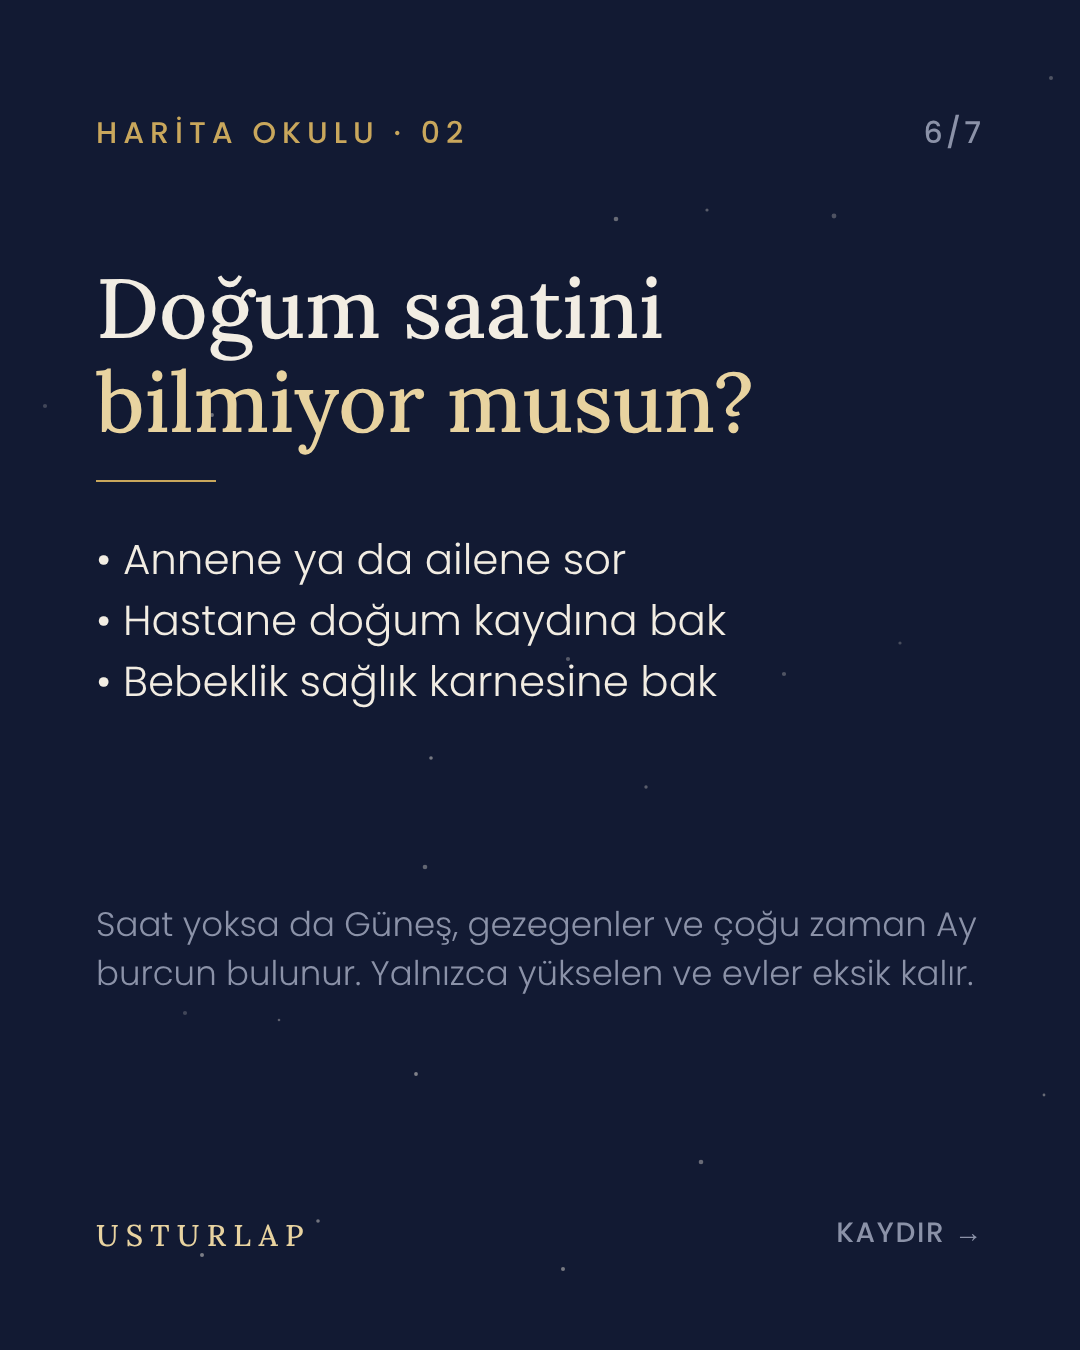 HARİTA OKULU · 02
6/7
Doğum saatini
bilmiyor musun?
• Annene ya da ailene sor
• Hastane doğum kaydına bak
• Bebeklik sağlık karnesine bak
Saat yoksa da Güneş, gezegenler ve çoğu zaman Ay
burcun bulunur. Yalnızca yükselen ve evler eksik kalır.
USTURLAP
KAYDIR →